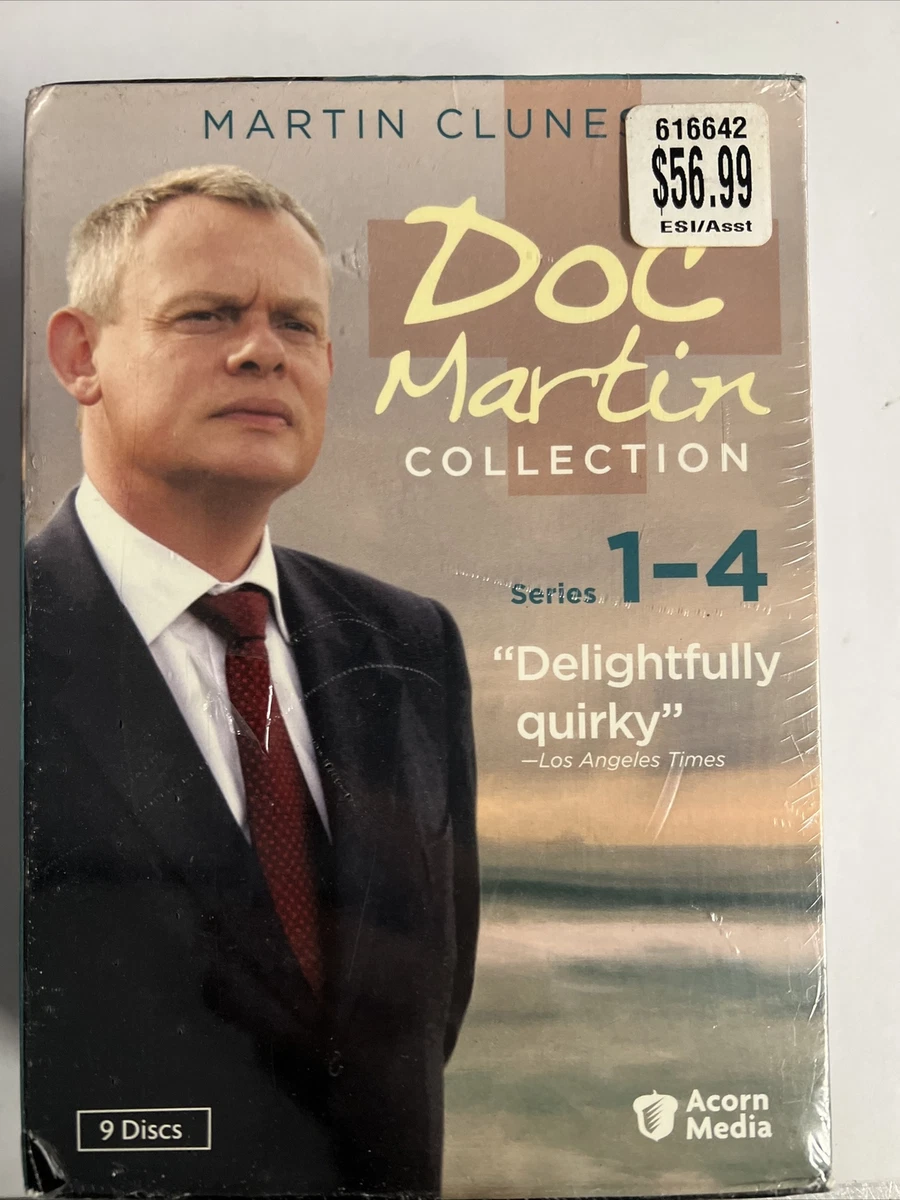 MARTIN CLUNES
616642
$56.99
ESI/Asst
Doc
Martin
COLLECTION
Series 1–4
“Delightfully
quirky”
—Los Angeles Times
9 Discs
Acorn
Media